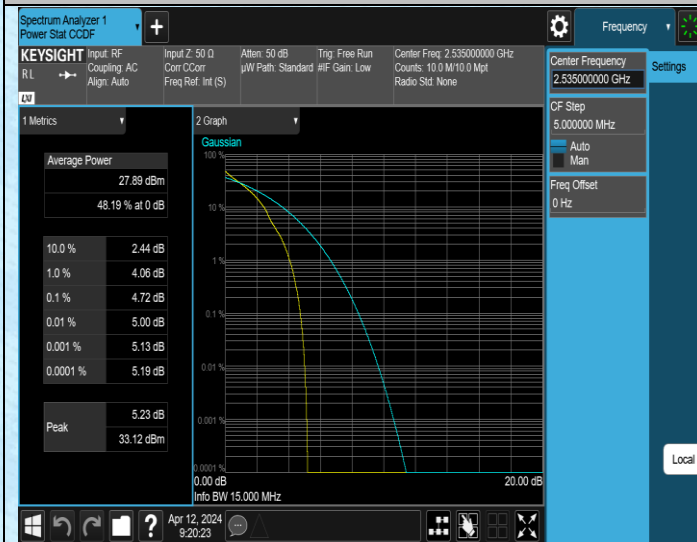 Spectrum Analyzer 1
Power Stat CCDF
Frequency
KEYSIGHT
RL
LXI
Input: RF
Coupling: AC
Align: Auto
Input Z: 50 Ω
Corr CCorr
Freq Ref: Int (S)
Atten: 50 dB
µW Path: Standard
Trig: Free Run
#IF Gain: Low
Center Freq: 2.535000000 GHz
Counts: 10.0 M/10.0 Mpt
Radio Std: None
Center Frequency
2.535000000 GHz
Settings
CF Step
5.000000 MHz
Auto
Man
Freq Offset
0 Hz
Local
1 Metrics
Average Power
27.89 dBm
48.19 % at 0 dB
10.0 % 2.44 dB
1.0 % 4.06 dB
0.1 % 4.72 dB
0.01 % 5.00 dB
0.001 % 5.13 dB
0.0001 % 5.19 dB
Peak
5.23 dB
33.12 dBm
2 Graph
Gaussian
100 %
10 %
1 %
0.1 %
0.01 %
0.001 %
0.0001 %
0.00 dB 20.00 dB
Info BW 15.000 MHz
?
Apr 12, 2024
9:20:23